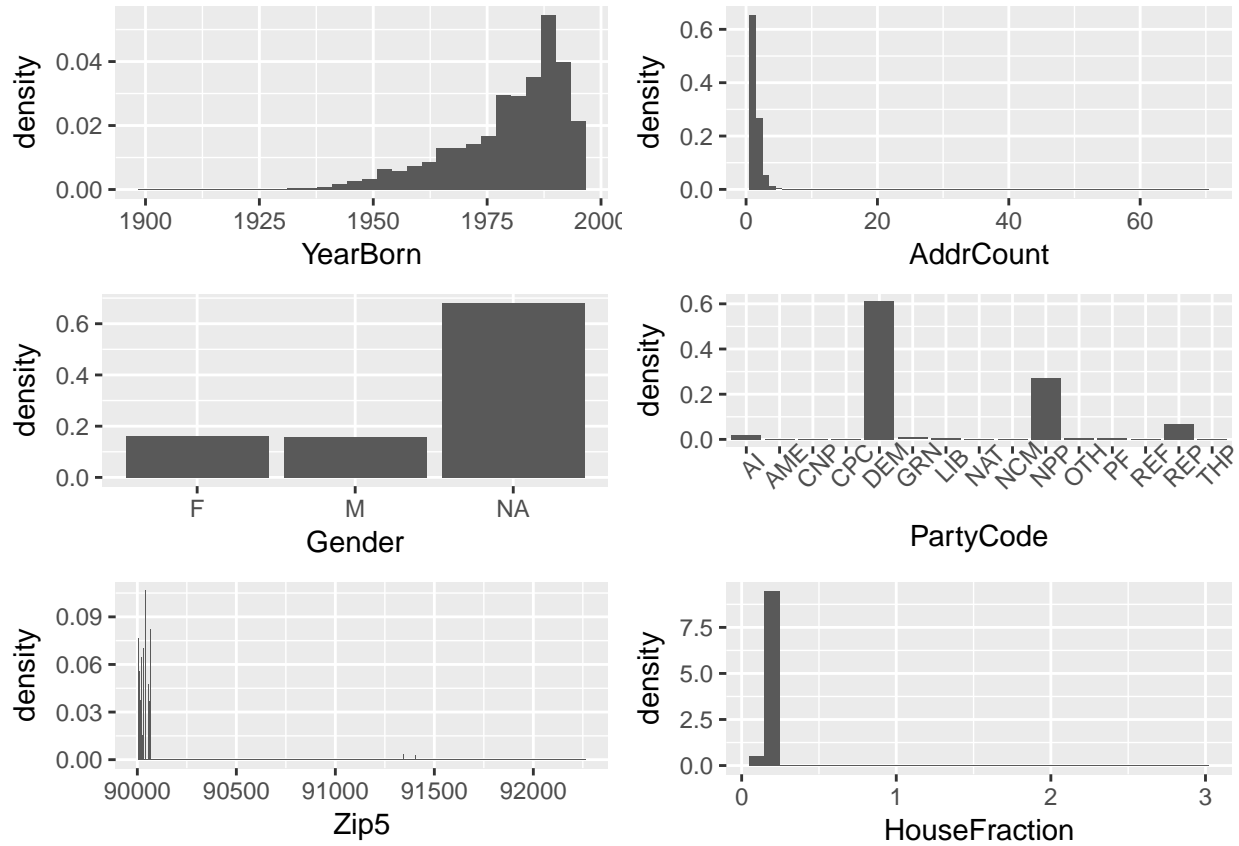 density
0.04
0.02
0.00
1900 1925 1950 1975 2000
YearBorn
density
0.6
0.4
0.2
0.0
0 20 40 60
AddrCount
density
0.6
0.4
0.2
0.0
F M NA
Gender
density
0.6
0.4
0.2
0.0
AI AME CNP CPC DEM GRN LIB NAT NCM NPP OTH PF REF REP THP
PartyCode
density
0.09
0.06
0.03
0.00
90000 90500 91000 91500 92000
Zip5
density
7.5
5.0
2.5
0.0
0 1 2 3
HouseFraction